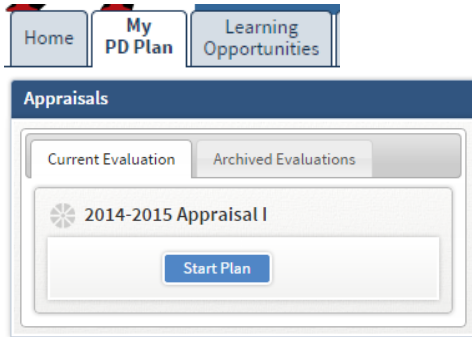 Home
My
PD Plan
Learning
Opportunities
Appraisals
Current Evaluation
Archived Evaluations
2014-2015 Appraisal I
Start Plan